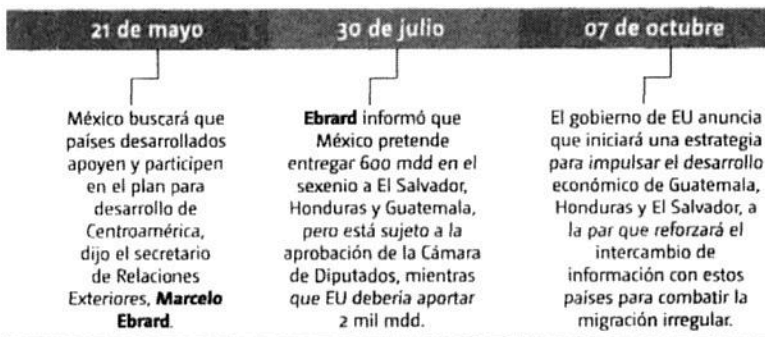 21 de mayo
México buscará que
países desarrollados
apoyen y participen
en el plan para
desarrollo de
Centroamérica,
dijo el secretario
de Relaciones
Exteriores, Marcelo
Ebrard.
30 de julio
Ebrard informó que
México pretende
entregar 600 mdd en el
sexenio a El Salvador,
Honduras y Guatemala,
pero está sujeto a la
aprobación de la Cámara
de Diputados, mientras
que EU debería aportar
2 mil mdd.
07 de octubre
El gobierno de EU anuncia
que iniciará una estrategia
para impulsar el desarrollo
económico de Guatemala,
Honduras y El Salvador, a
la par que reforzará el
intercambio de
información con estos
países para combatir la
migración irregular.